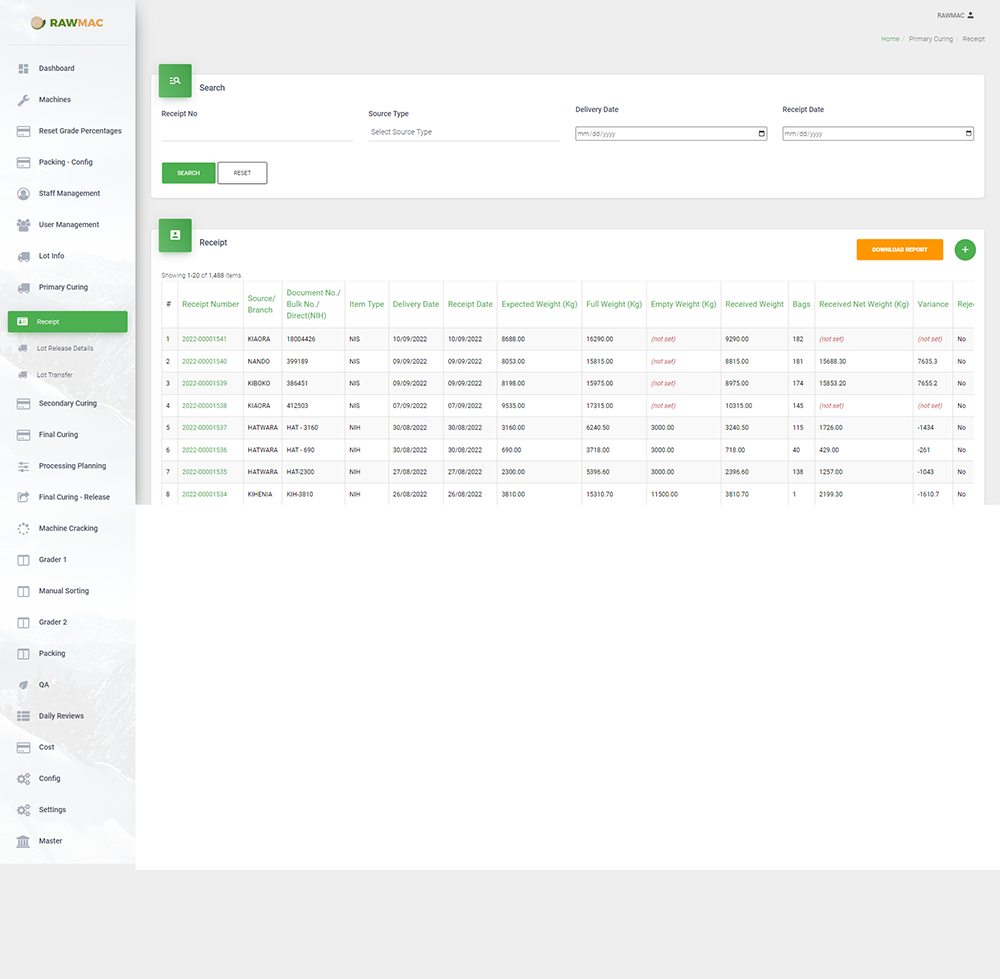 RAWMAC
Dashboard
Machines
Reset Grade Percentages
Packing - Config
Staff Management
User Management
Lot Info
Primary Curing
Receipt
Lot Release Details
Lot Transfer
Secondary Curing
Final Curing
Processing Planning
Final Curing - Release
Machine Cracking
Grader 1
Manual Sorting
Grader 2
Packing
QA
Daily Reviews
Cost
Config
Settings
Master
RAWMAC
Home / Primary Curing / Receipt
Search
Receipt No Source Type Delivery Date Receipt Date
Select Source Type mm/dd/yyyy mm/dd/yyyy
SEARCH RESET
Receipt
DOWNLOAD REPORT +
Showing 1-20 of 1,488 items.
# Receipt Number Source/ Branch Document No./ Bulk No./ Direct(NIH) Item Type Delivery Date Receipt Date Expected Weight (Kg) Full Weight (Kg) Empty Weight (Kg) Received Weight Bags Received Net Weight (Kg) Variance Rejec
1 2022-00001541 KIAORA 18004426 NIS 10/09/2022 10/09/2022 8688.00 16290.00 (not set) 9290.00 182 (not set) (not set) No
2 2022-00001540 NANDO 399189 NIS 09/09/2022 09/09/2022 8053.00 15815.00 (not set) 8815.00 181 15688.30 7635.3 No
3 2022-00001539 KIBOKO 386451 NIS 09/09/2022 09/09/2022 8198.00 15975.00 (not set) 8975.00 174 15853.20 7655.2 No
4 2022-00001538 KIAORA 412503 NIS 07/09/2022 07/09/2022 9535.00 17315.00 (not set) 10315.00 145 (not set) (not set) No
5 2022-00001537 HATWARA HAT - 3160 NIH 30/08/2022 30/08/2022 3160.00 6240.50 3000.00 3240.50 115 1726.00 -1434 No
6 2022-00001536 HATWARA HAT - 690 NIH 30/08/2022 30/08/2022 690.00 3718.00 3000.00 718.00 40 429.00 -261 No
7 2022-00001535 HATWARA HAT-2300 NIH 27/08/2022 27/08/2022 2300.00 5396.60 3000.00 2396.60 138 1257.00 -1043 No
8 2022-00001534 KIHENIA KIH-3810 NIH 26/08/2022 26/08/2022 3810.00 15310.70 11500.00 3810.70 1 2199.30 -1610.7 No